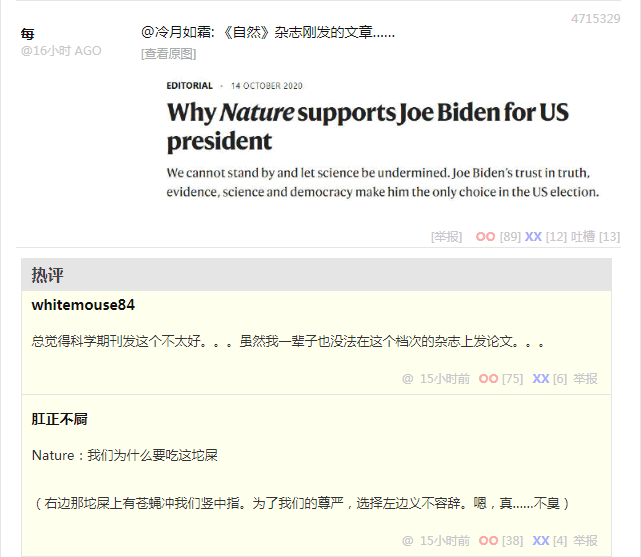 4715329
每
@16小时 AGO
@冷月如霜: 《自然》杂志刚发的文章……
[查看原图]
EDITORIAL · 14 OCTOBER 2020
Why Nature supports Joe Biden for US
president
We cannot stand by and let science be undermined. Joe Biden's trust in truth,
evidence, science and democracy make him the only choice in the US election.
[举报] OO [89] XX [12] 吐槽 [13]
热评
whitemouse84
总觉得科学期刊发这个不太好。。。虽然我一辈子也没法在这个档次的杂志上发论文。。。
@ 15小时前 OO [75] XX [6] 举报
肛正不屙
Nature：我们为什么要吃这坨屎
（右边那坨屎上有苍蝇冲我们竖中指。为了我们的尊严，选择左边义不容辞。嗯，真……不臭）
@ 15小时前 OO [38] XX [4] 举报